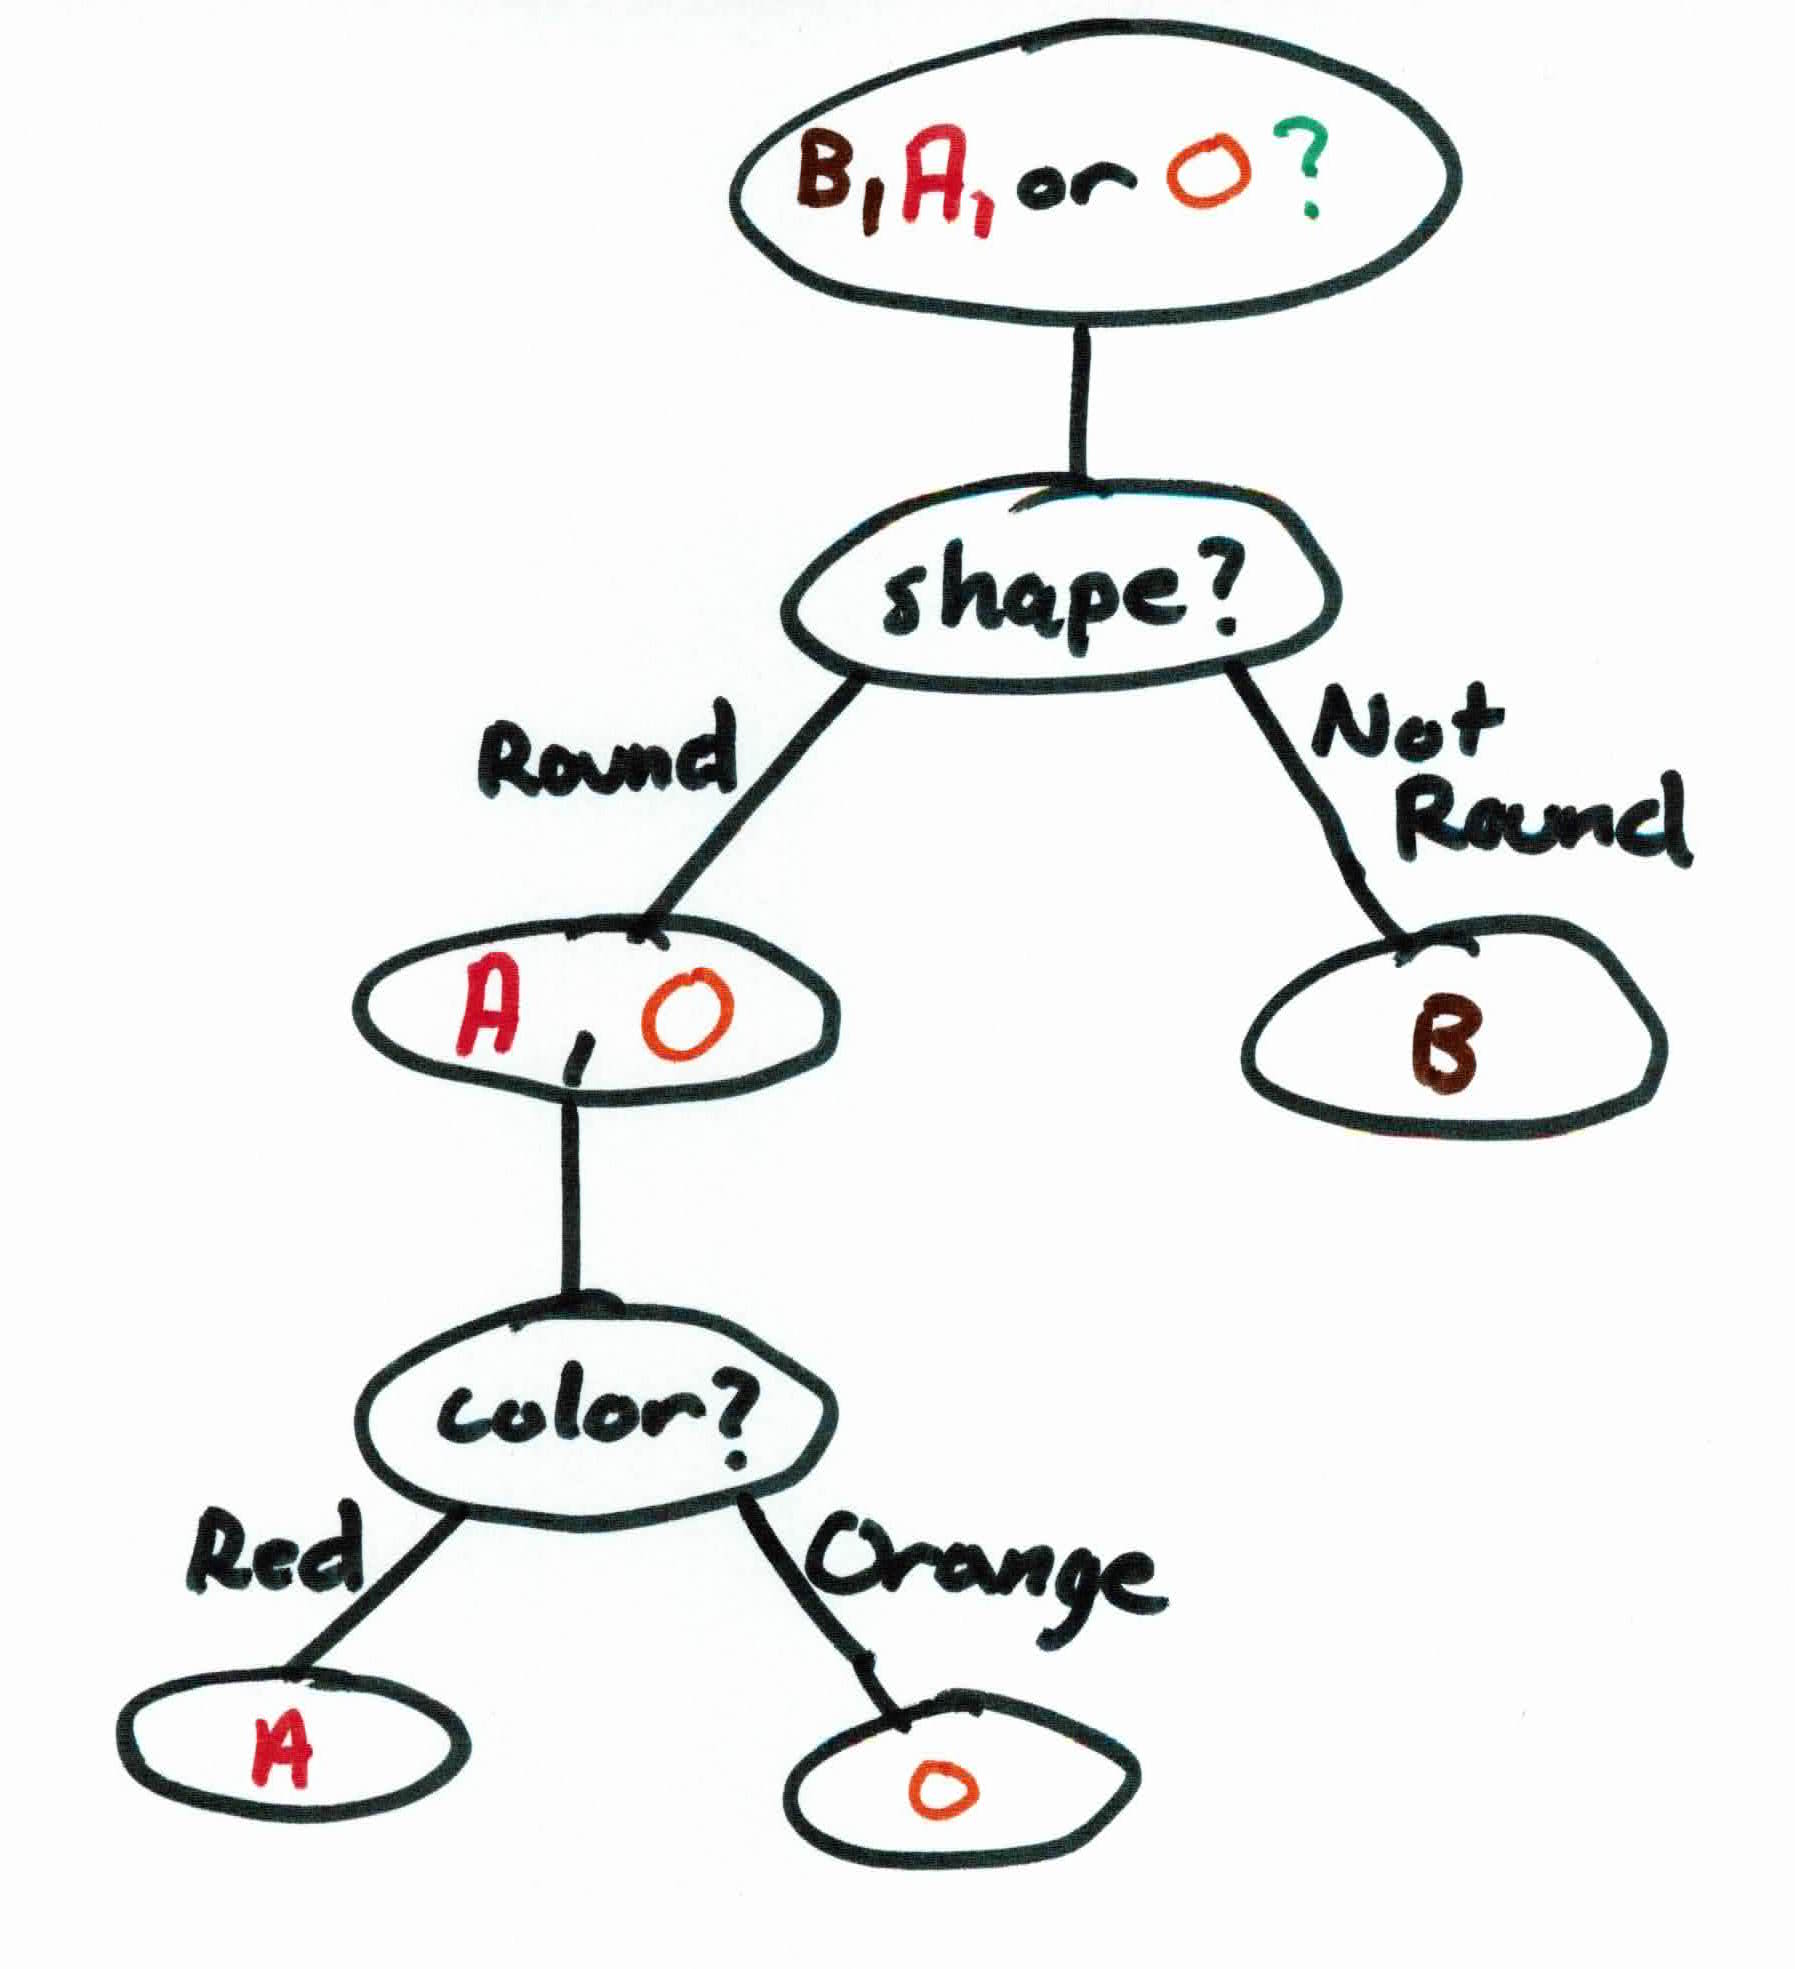 B, A, or O?
shape?
Round
Not
Round
A, O
B
color?
Red
Orange
A
O